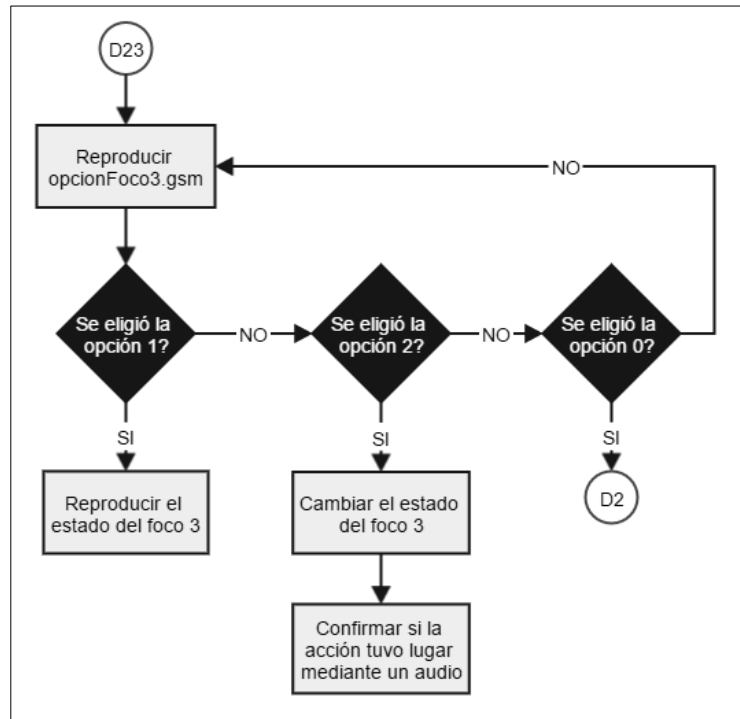 D23
Reproducir
opcionFoco3.gsm
NO
Se eligió la
opción 1?
NO
Se eligió la
opción 2?
NO
Se eligió la
opción 0?
SI
SI
SI
Reproducir el
estado del foco 3
Cambiar el estado
del foco 3
D2
Confirmar si la
acción tuvo lugar
mediante un audio